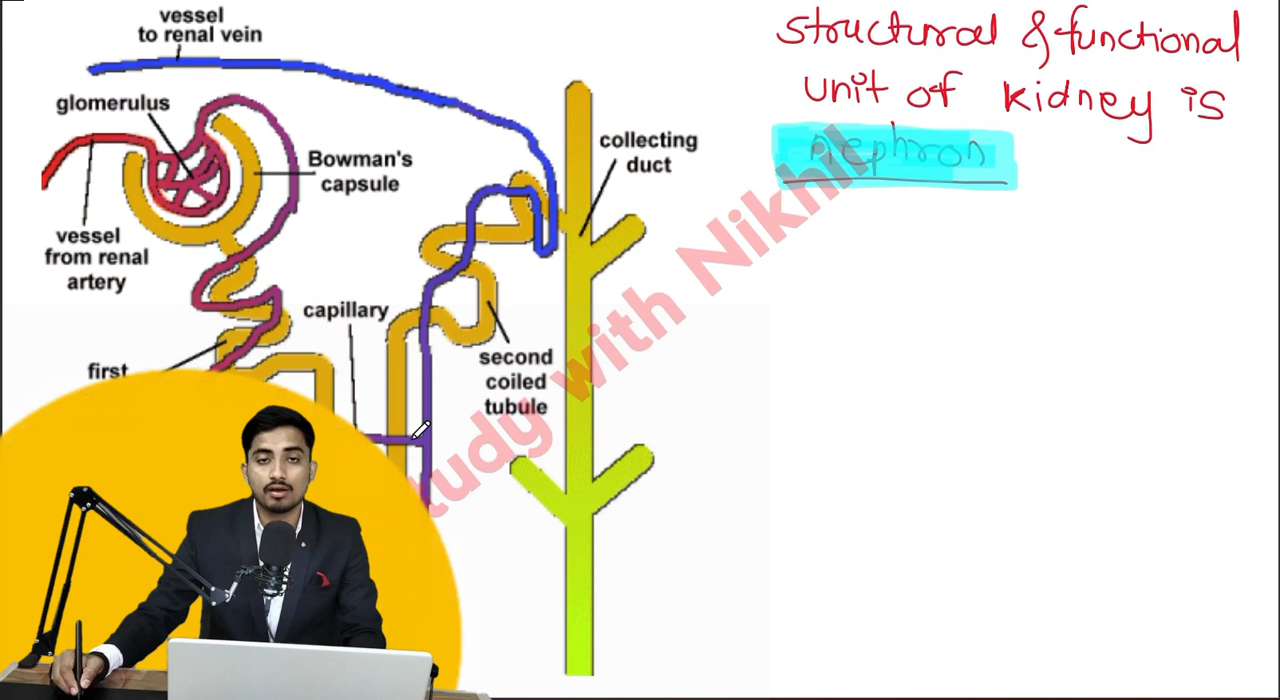 vessel
to renal vein
glomerulus
Bowman's
capsule
vessel
from renal
artery
capillary
first
second
coiled
tubule
collecting
duct
structural & functional
unit of kidney is
nephron
Study with Nikhil